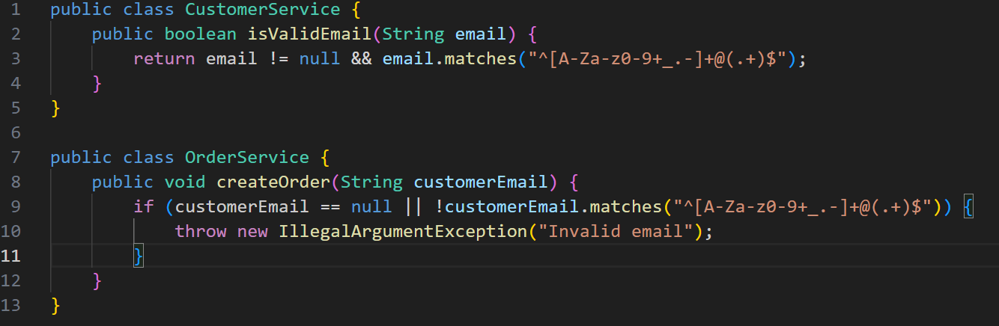 1 public class CustomerService {
2     public boolean isValidEmail(String email) {
3         return email != null && email.matches("^[A-Za-z0-9+_.-]+@(.+)$");
4     }
5 }
6
7 public class OrderService {
8     public void createOrder(String customerEmail) {
9         if (customerEmail == null || !customerEmail.matches("^[A-Za-z0-9+_.-]+@(.+)$")) {
10             throw new IllegalArgumentException("Invalid email");
11         }
12     }
13 }